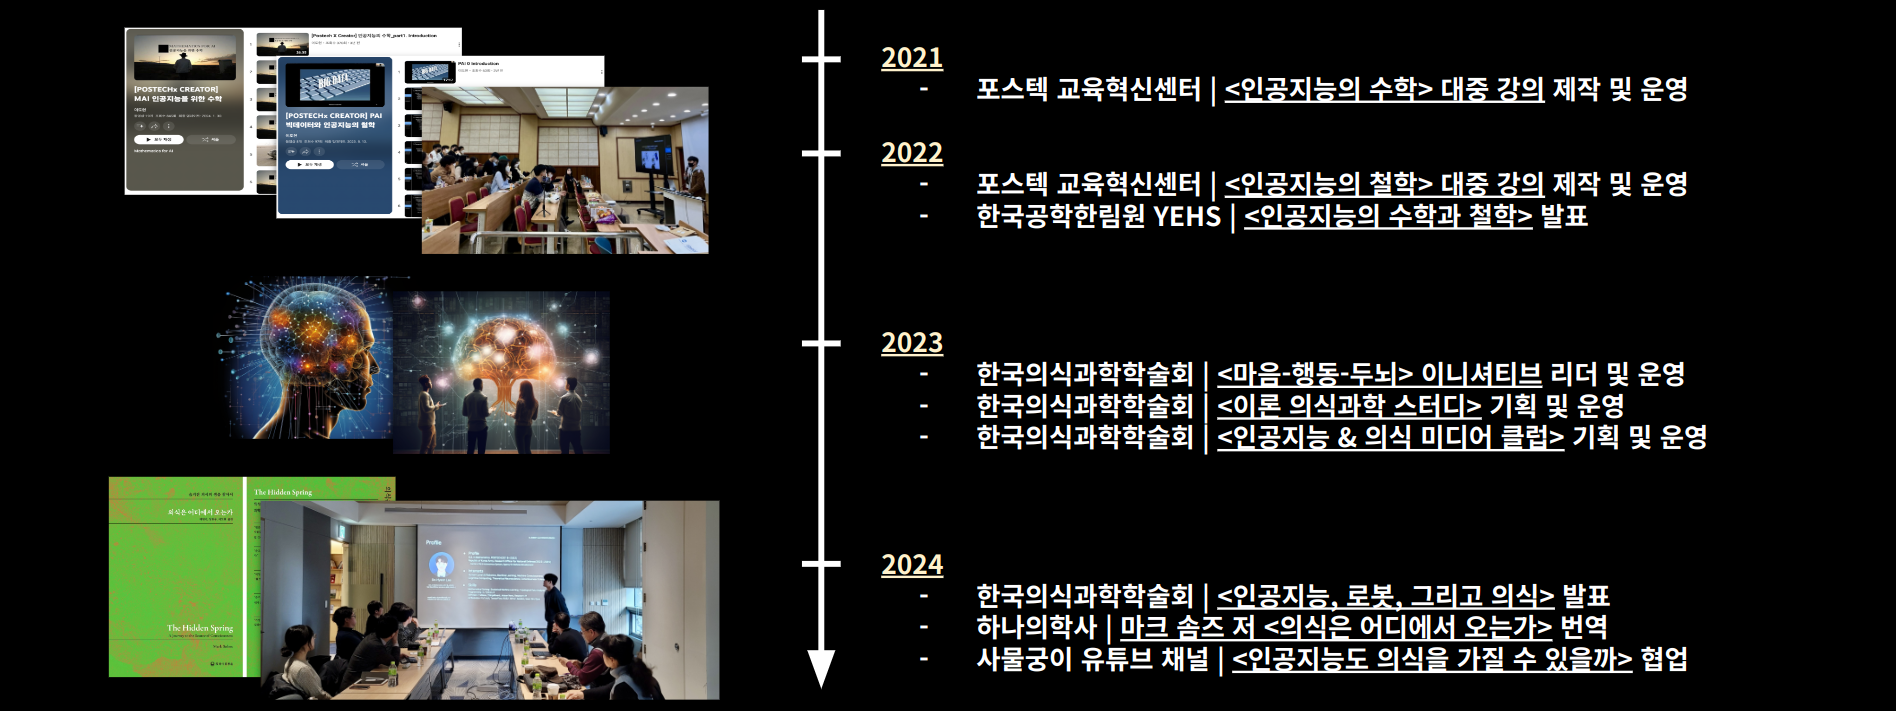 [POSTECHx CREATOR]
MAI 인공지능을 위한 수학
Mathematics for AI
[Postech X Creator] 인공지능의 수학_part1. Introduction
BIG DATA
[POSTECHx CREATOR] PAI
빅데이터와 인공지능의 철학
PAI 0 Introduction
The Hidden Spring
의식은 어디에서 오는가
The Hidden Spring
Profile
2021
- 포스텍 교육혁신센터 | <인공지능의 수학> 대중 강의 제작 및 운영
2022
- 포스텍 교육혁신센터 | <인공지능의 철학> 대중 강의 제작 및 운영
- 한국공학한림원 YEHS | <인공지능의 수학과 철학> 발표
2023
- 한국의식과학학술회 | <마음-행동-두뇌> 이니셔티브 리더 및 운영
- 한국의식과학학술회 | <이론 의식과학 스터디> 기획 및 운영
- 한국의식과학학술회 | <인공지능 & 의식 미디어 클럽> 기획 및 운영
2024
- 한국의식과학학술회 | <인공지능, 로봇, 그리고 의식> 발표
- 하나의학사 | 마크 솜즈 저 <의식은 어디에서 오는가> 번역
- 사물궁이 유튜브 채널 | <인공지능도 의식을 가질 수 있을까> 협업